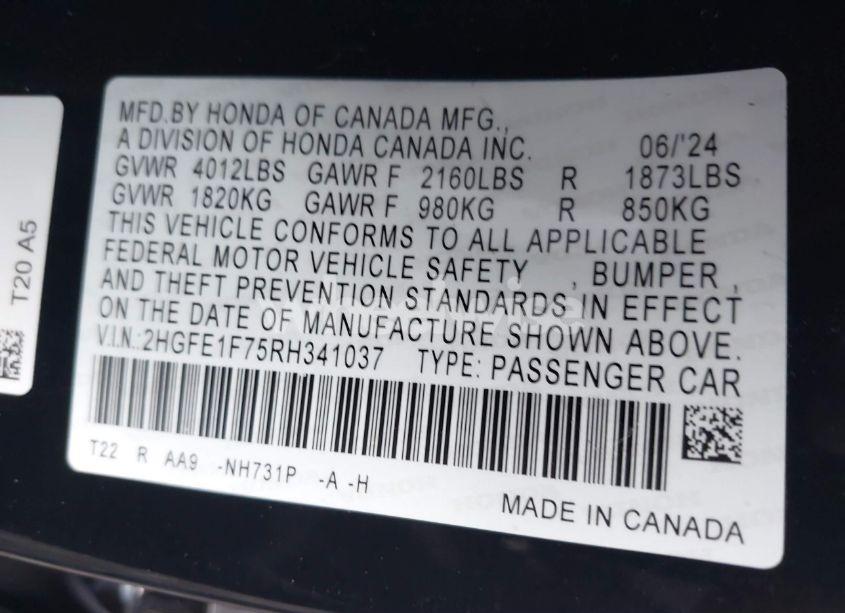 MFD.BY HONDA OF CANADA MFG.,
A DIVISION OF HONDA CANADA INC. 06/'24
GVWR 4012LBS GAWR F 2160LBS R 1873LBS
GVWR 1820KG GAWR F 980KG R 850KG
THIS VEHICLE CONFORMS TO ALL APPLICABLE
FEDERAL MOTOR VEHICLE SAFETY , BUMPER ,
AND THEFT PREVENTION STANDARDS IN EFFECT
ON THE DATE OF MANUFACTURE SHOWN ABOVE.
V.I.N.:2HGFE1F75RH341037 TYPE: PASSENGER CAR
T22 R AA9 -NH731P -A -H
MADE IN CANADA
T20 A5